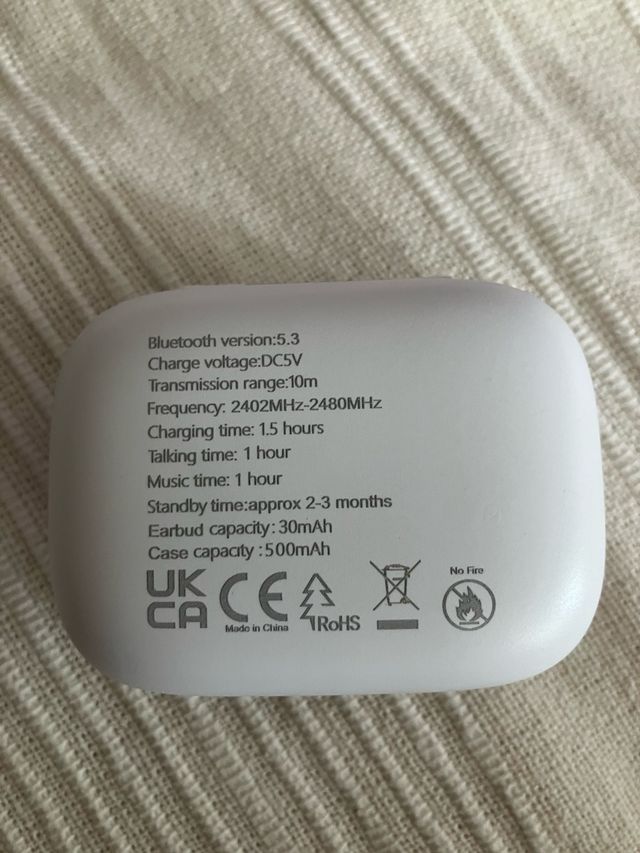 Bluetooth version:5.3
Charge voltage:DC5V
Transmission range:10m
Frequency: 2402MHz-2480MHz
Charging time: 1.5 hours
Talking time: 1 hour
Music time: 1 hour
Standby time:approx 2-3 months
Earbud capacity: 30mAh
Case capacity :500mAh
UK
CA
CE
Made in China
RoHS
No Fire